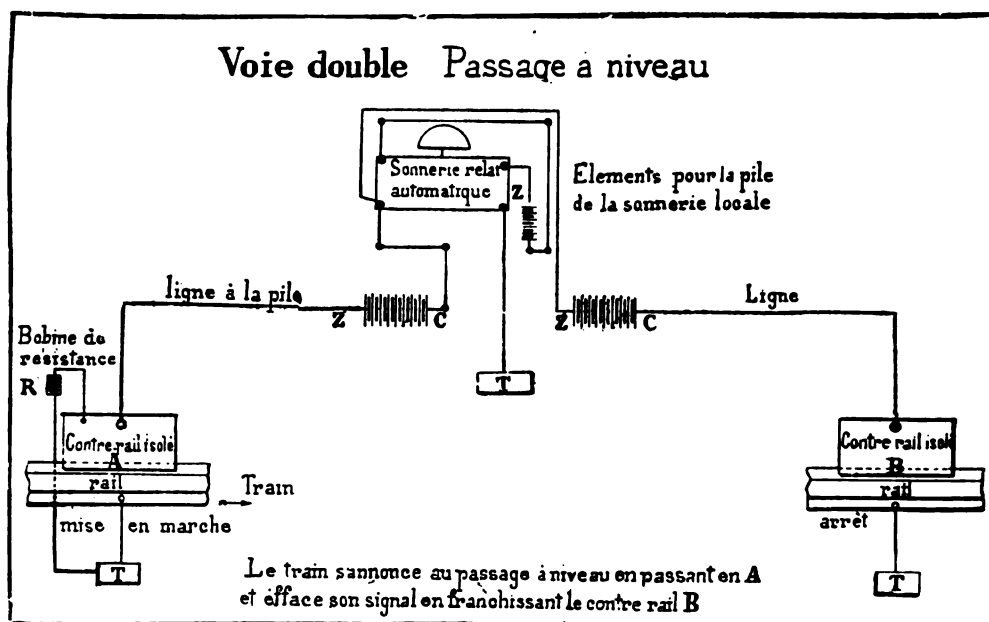 Voie double Passage à niveau
Sonnerie relai
automatique
Z
Elements pour la pile
de la sonnerie locale
ligne à la pile
Z
C
Z
C
Ligne
Bobine de
résistance
R
T
Contre rail isolé
A
rail
Train
mise en marche
T
Contre rail isolé
B
rail
arrèt
T
Le train sannonce au passage à niveau en passant en A
et efface son signal en franchissant le contre rail B